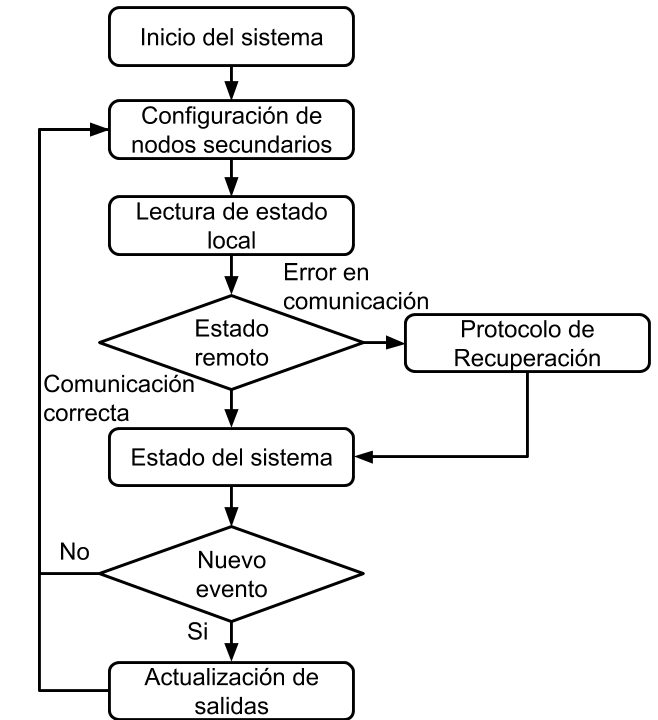 Inicio del sistema
Configuración de
nodos secundarios
Lectura de estado
local
Error en
comunicación
Estado
remoto
Protocolo de
Recuperación
Comunicación
correcta
Estado del sistema
No
Nuevo
evento
Si
Actualización de
salidas